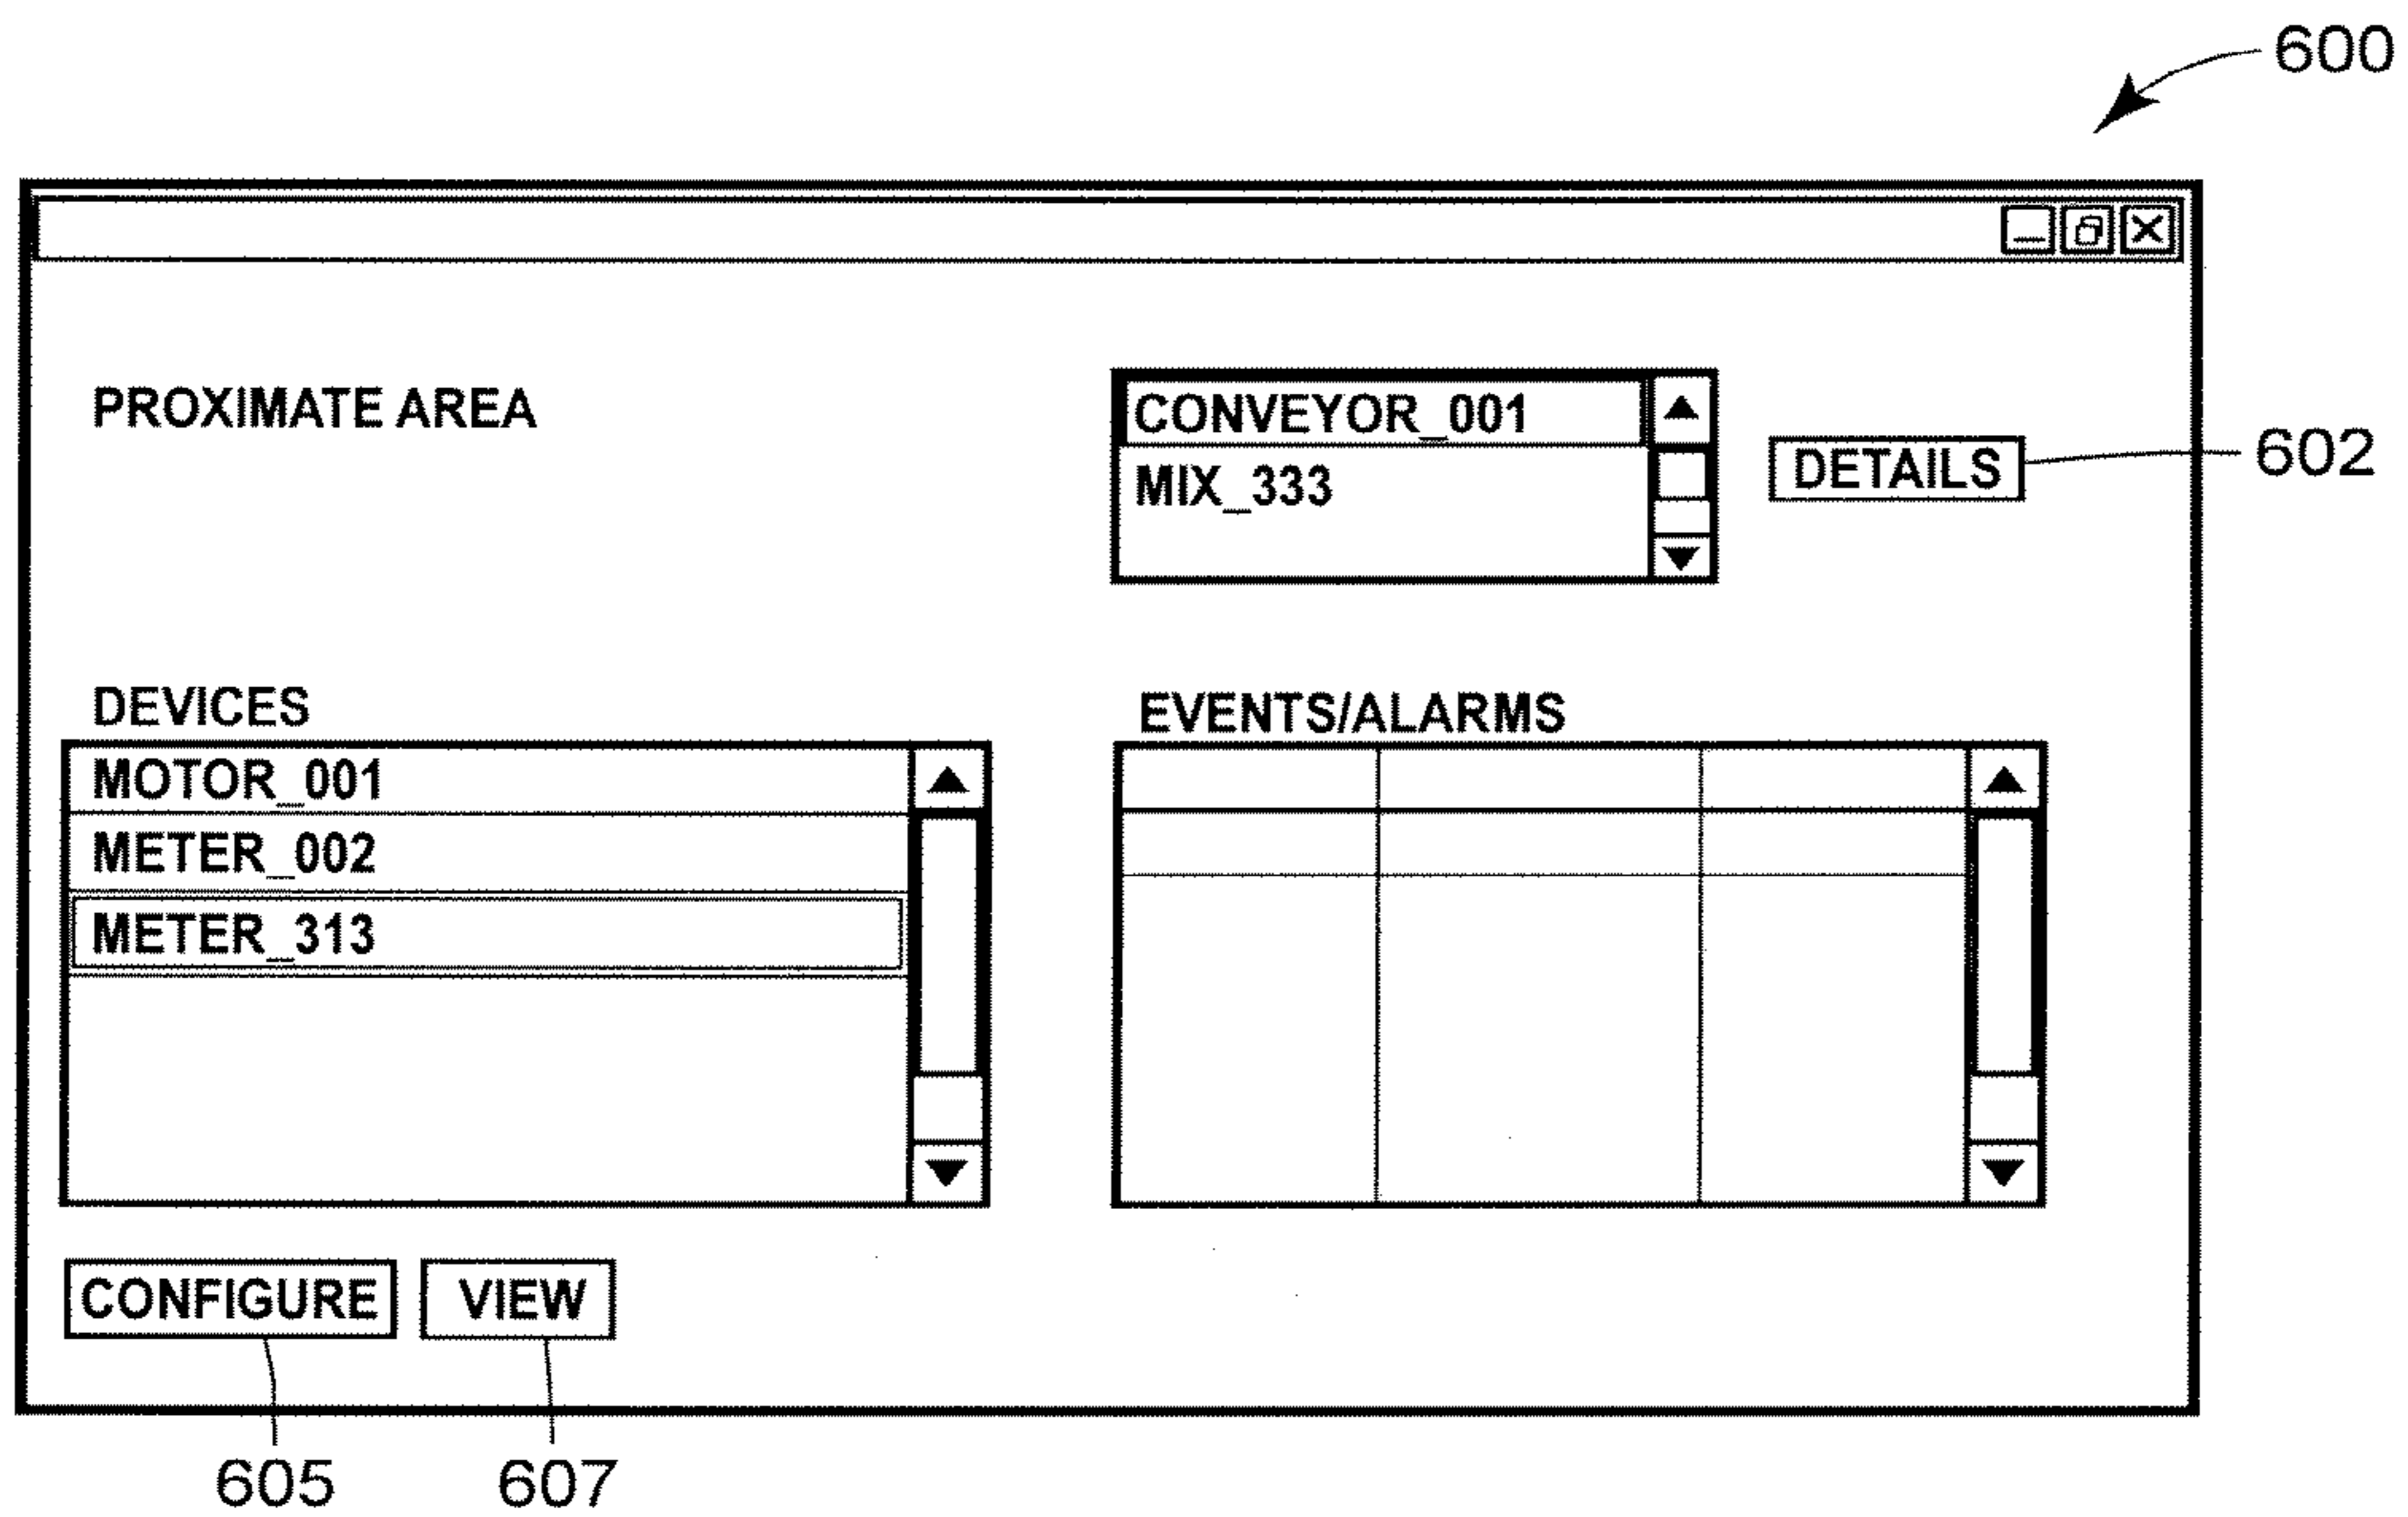 600
PROXIMATE AREA
CONVEYOR_001
MIX_333
DETAILS
602
DEVICES
MOTOR_001
METER_002
METER_313
EVENTS/ALARMS
CONFIGURE
VIEW
605
607